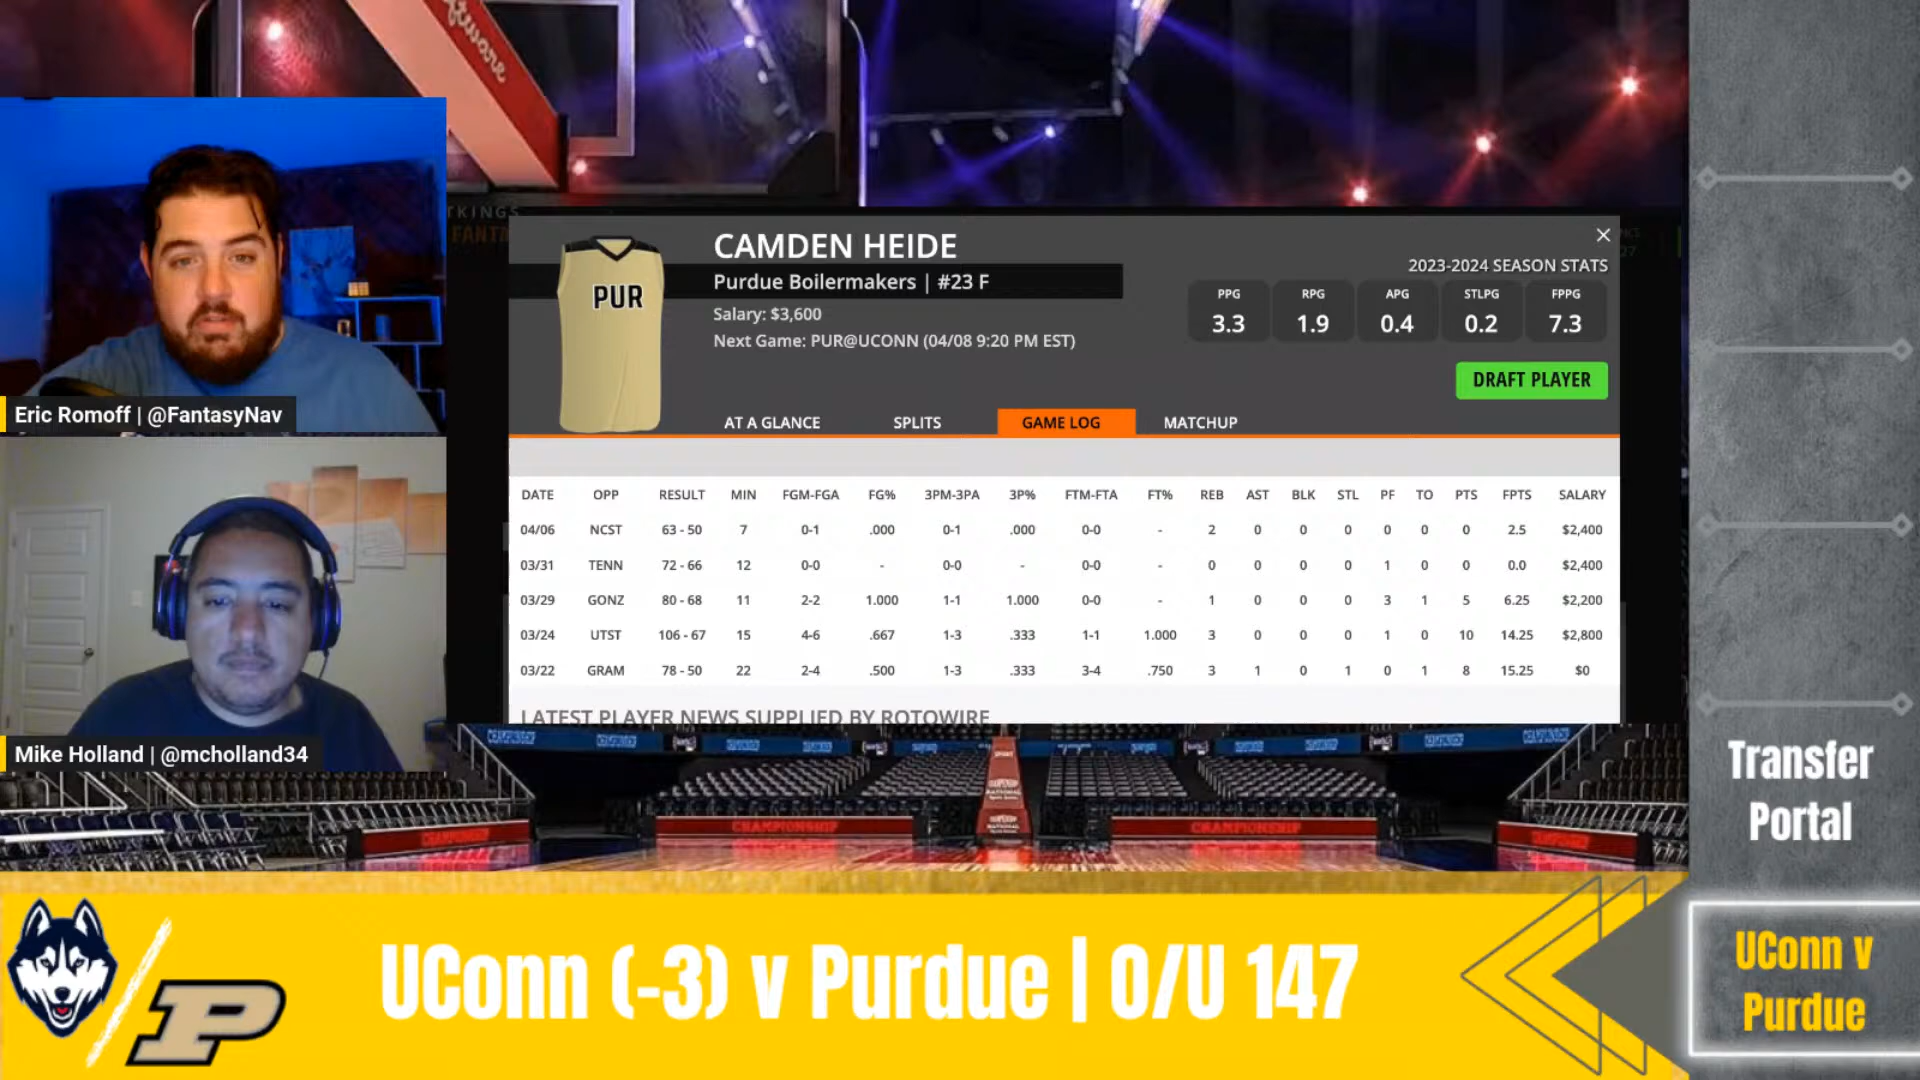 TKINGS
CAMDEN HEIDE
Purdue Boilermakers | #23 F
Salary: $3,600
Next Game: PUR@UCONN (04/08 9:20 PM EST)
PUR
2023-2024 SEASON STATS
PPG RPG APG STLPG FPPG
3.3 1.9 0.4 0.2 7.3
DRAFT PLAYER
AT A GLANCE SPLITS GAME LOG MATCHUP
DATE OPP RESULT MIN FGM-FGA FG% 3PM-3PA 3P% FTM-FTA FT% REB AST BLK STL PF TO PTS FPTS SALARY
04/06 NCST 63 - 50 7 0-1 .000 0-1 .000 0-0 - 2 0 0 0 0 0 0 2.5 $2,400
03/31 TENN 72 - 66 12 0-0 - 0-0 - 0-0 - 0 0 0 0 1 0 0 0.0 $2,400
03/29 GONZ 80 - 68 11 2-2 1.000 1-1 1.000 0-0 - 1 0 0 0 3 1 5 6.25 $2,200
03/24 UTST 106 - 67 15 4-6 .667 1-3 .333 1-1 1.000 3 0 0 0 1 0 10 14.25 $2,800
03/22 GRAM 78 - 50 22 2-4 .500 1-3 .333 3-4 .750 3 1 0 1 0 1 8 15.25 $0
LATEST PLAYER NEWS SUPPLIED BY ROTOWIRE
Eric Romoff | @FantasyNav
Mike Holland | @mcholland34
CHAMPIONSHIP
CHAMPIONSHIP
Transfer
Portal
UConn v
Purdue
UConn (-3) v Purdue | O/U 147
P